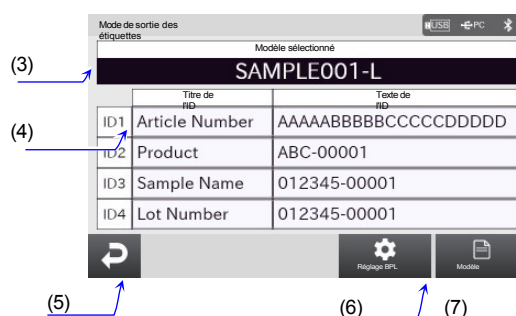 Mode de sortie des
étiquettes
USB PC
Modèle sélectionné
(3)
SAMPLE001-L
Titre de
l'ID
Texte de
l'ID
(4)
ID1 Article Number AAAAABBBBBCCCCCDDDDD
ID2 Product ABC-00001
ID3 Sample Name 012345-00001
ID4 Lot Number 012345-00001
Réglage BPL
Modèle
(5)
(6)
(7)